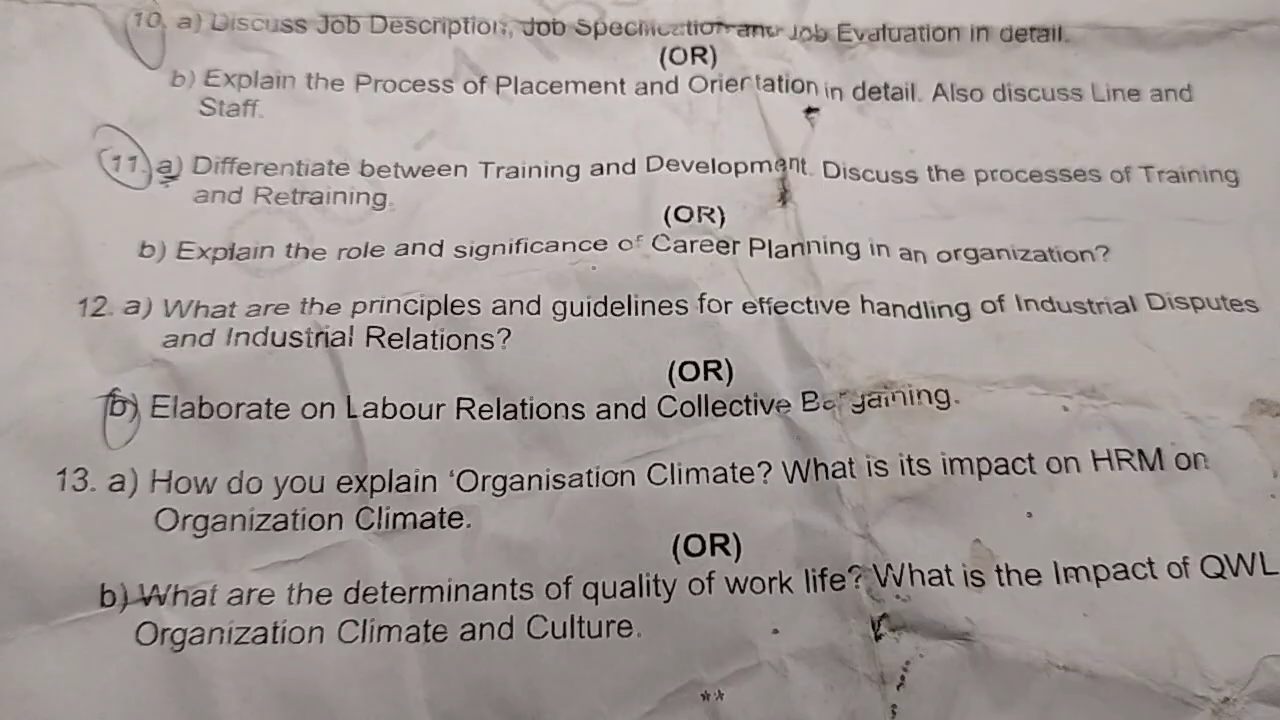 10. a) Discuss Job Description, Job Specification and Job Evaluation in detail.
(OR)
b) Explain the Process of Placement and Orientation in detail. Also discuss Line and
Staff.
11. a) Differentiate between Training and Development. Discuss the processes of Training
and Retraining.
(OR)
b) Explain the role and significance of Career Planning in an organization?
12. a) What are the principles and guidelines for effective handling of Industrial Disputes
and Industrial Relations?
(OR)
b) Elaborate on Labour Relations and Collective Bargaining.
13. a) How do you explain ‘Organisation Climate? What is its impact on HRM on
Organization Climate.
(OR)
b) What are the determinants of quality of work life? What is the Impact of QWL
Organization Climate and Culture.
**